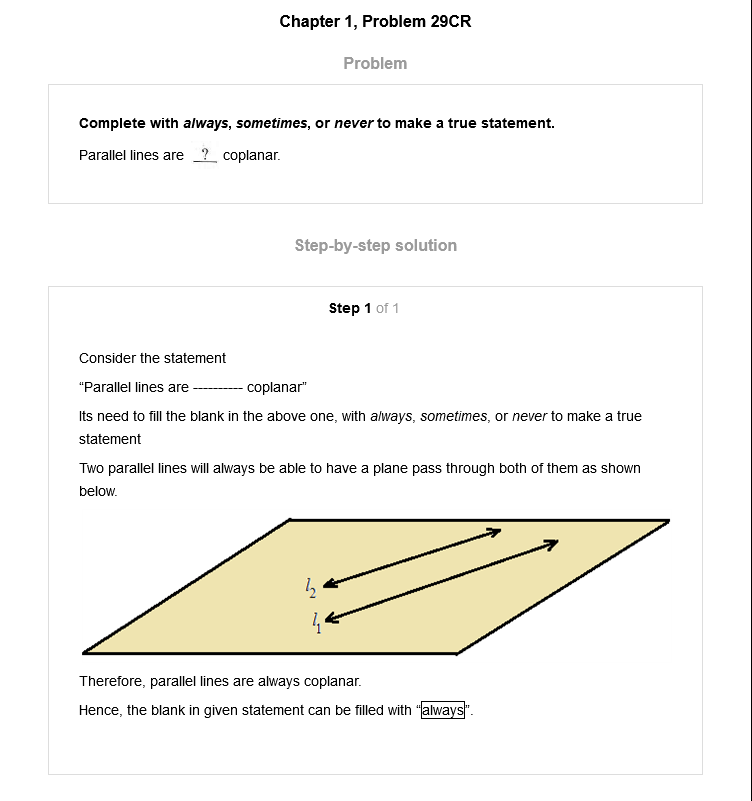 Chapter 1, Problem 29CR
Problem
Complete with always, sometimes, or never to make a true statement.
Parallel lines are ? coplanar.
Step-by-step solution
Step 1 of 1
Consider the statement
“Parallel lines are ---------- coplanar”
Its need to fill the blank in the above one, with always, sometimes, or never to make a true
statement
Two parallel lines will always be able to have a plane pass through both of them as shown
below.
l2
l1
Therefore, parallel lines are always coplanar.
Hence, the blank in given statement can be filled with “always”.